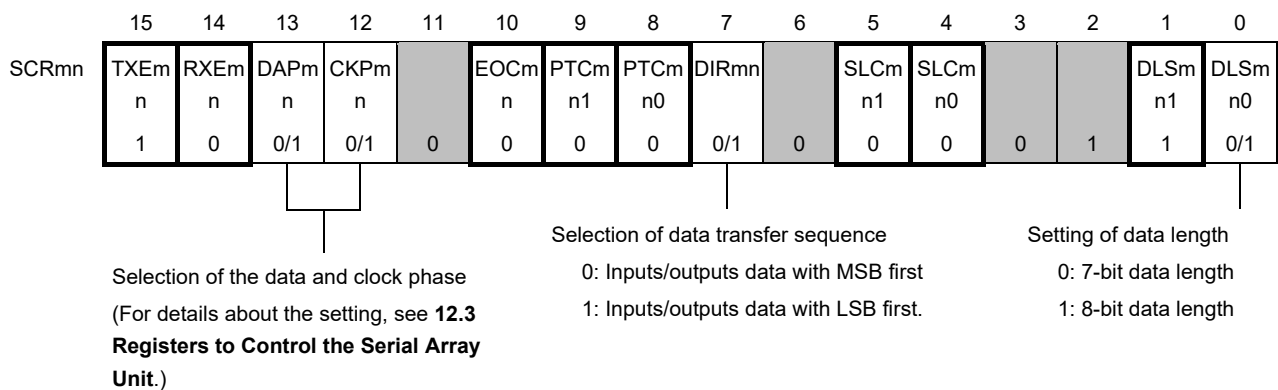 15 14 13 12 11 10 9 8 7 6 5 4 3 2 1 0
SCRmn TXEm RXEm DAPm CKPm EOCm PTCm PTCm DIRmn SLCm SLCm DLSm DLSm
n n n n n n1 n0 n1 n0 n1 n0
1 0 0/1 0/1 0 0 0 0 0/1 0 0 0 0 1 1 0/1
Selection of the data and clock phase
(For details about the setting, see 12.3
Registers to Control the Serial Array
Unit.)
Selection of data transfer sequence
0: Inputs/outputs data with MSB first
1: Inputs/outputs data with LSB first.
Setting of data length
0: 7-bit data length
1: 8-bit data length